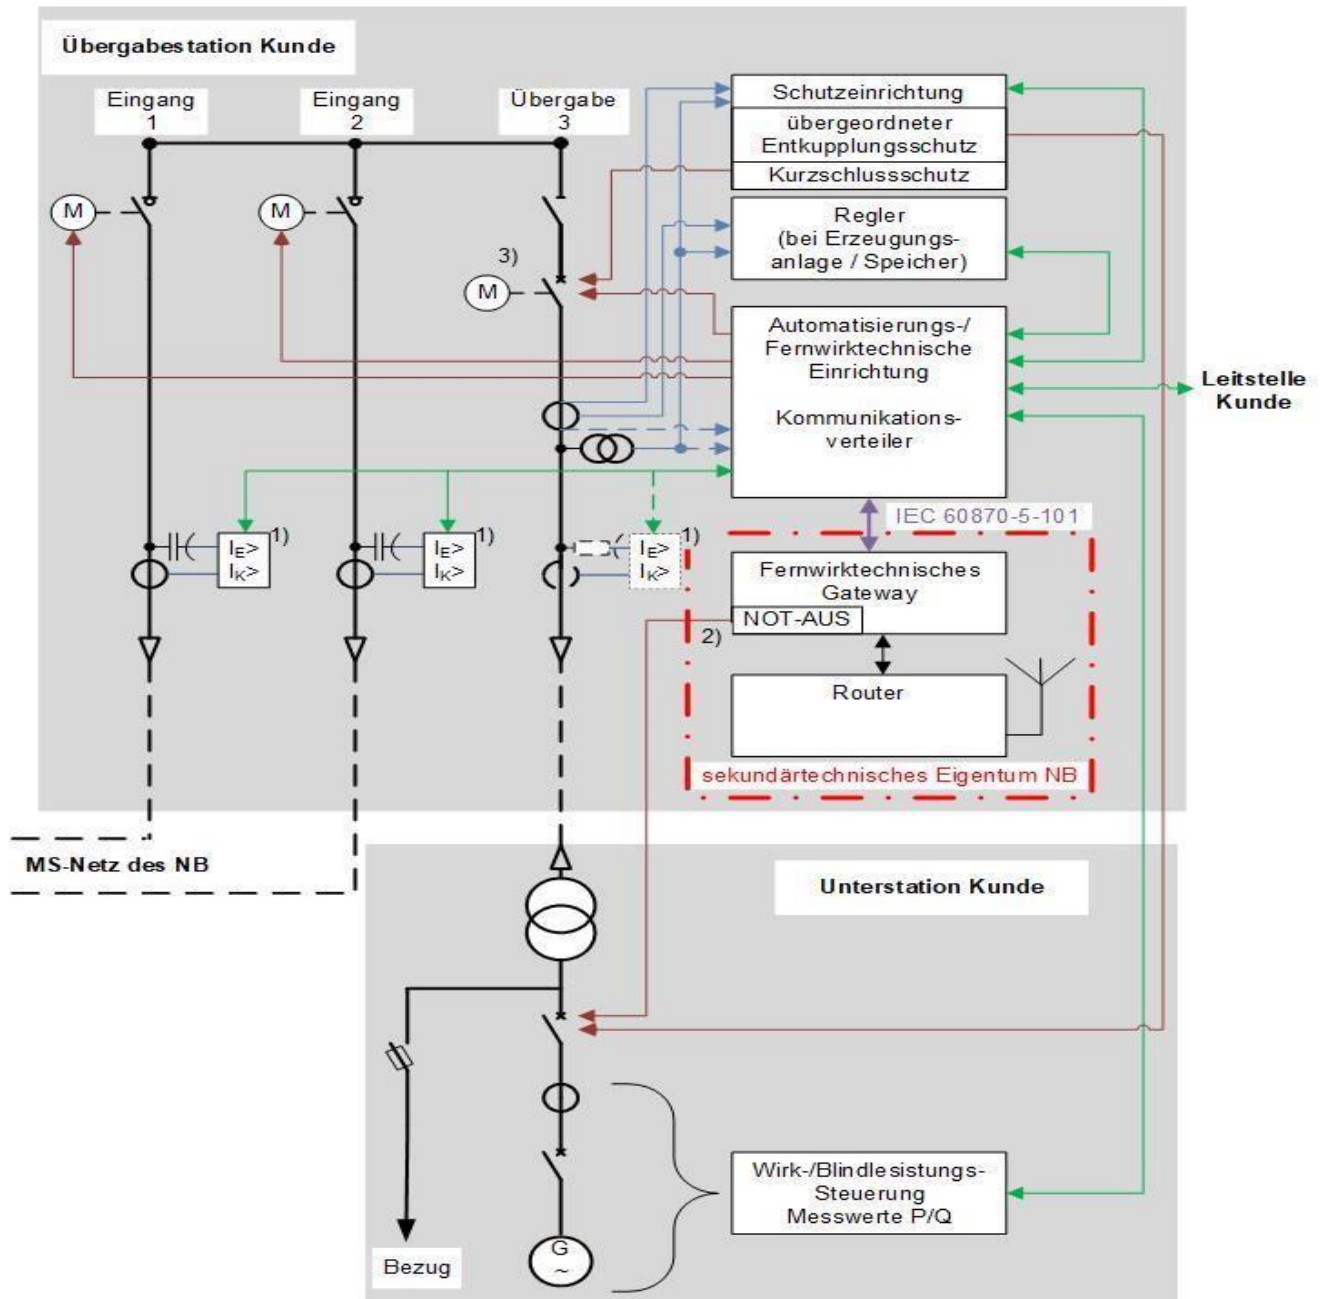 Übergabestation Kunde
Eingang
1
Eingang
2
Übergabe
3
Schutzeinrichtung
übergeordneter
Entkupplungsschutz
Kurzschlussschutz
M
M
3)
M
Regler
(bei Erzeugungs-
anlage / Speicher)
Automatisierungs-/
Fernwirktechnische
Einrichtung
Kommunikations-
verteiler
Leitstelle
Kunde
IEC 60870-5-101
IE>
IK>
1)
IE>
IK>
1)
IE>
IK>
1)
Fernwirktechnisches
Gateway
NOT-AUS
2)
Router
sekundärtechnisches Eigentum NB
MS-Netz des NB
Unterstation Kunde
Wirk-/Blindlesistungs-
Steuerung
Messwerte P/Q
G
~
Bezug